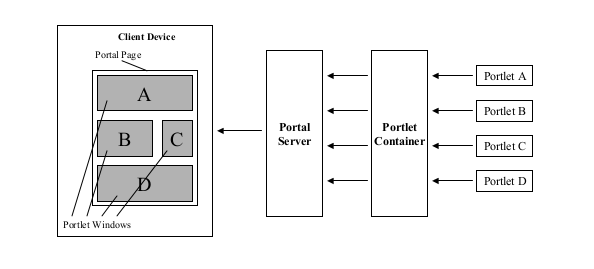 Client Device
Portal Page
A
B
C
D
Portlet Windows
Portal
Server
Portlet
Container
Portlet A
Portlet B
Portlet C
Portlet D